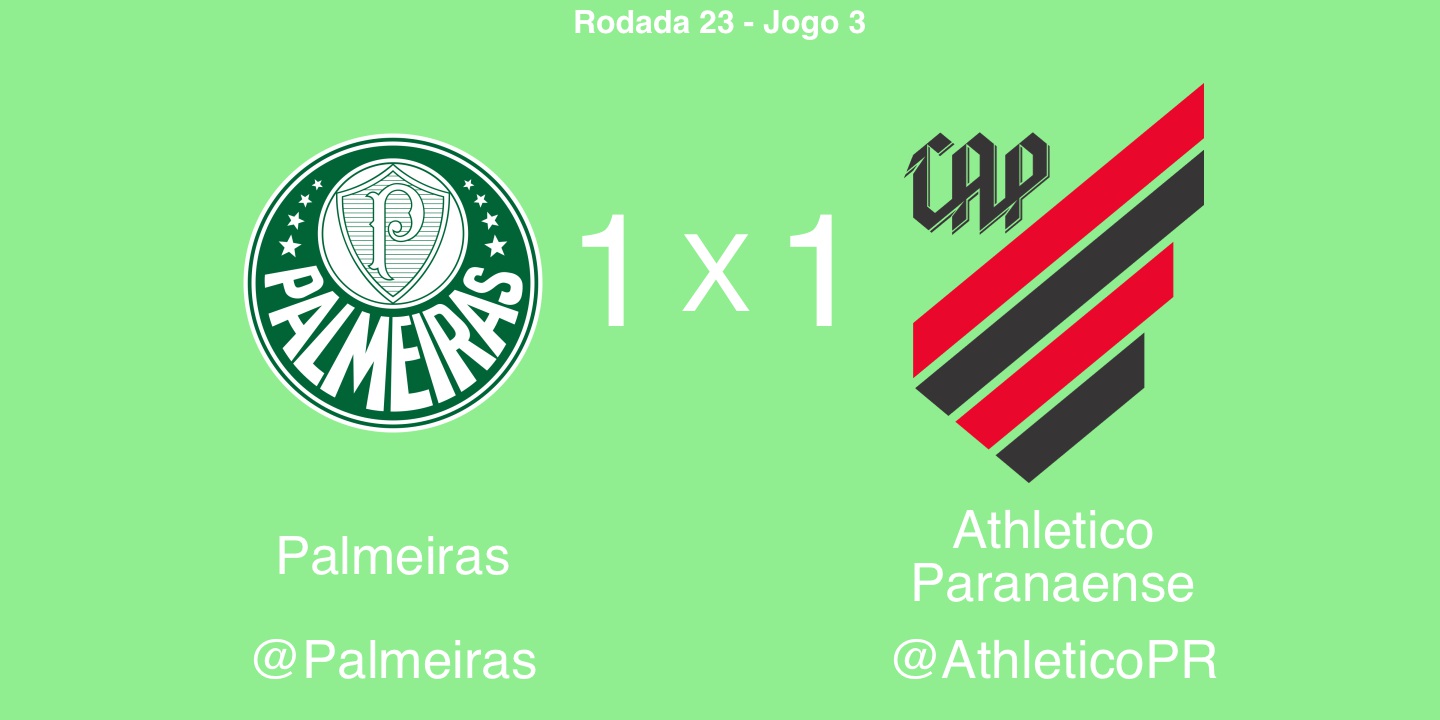 Rodada 23 - Jogo 3
P
PALMEIRAS
1 x 1
CAP
Palmeiras
Athletico
Paranaense
@Palmeiras
@AthleticoPR